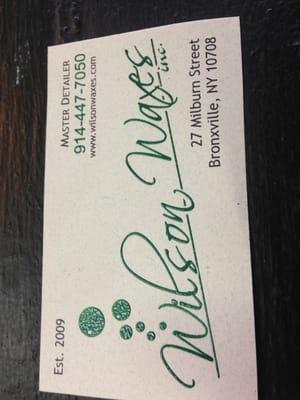 Est. 2009
MASTER DETAILER
914-447-7050
www.wilsonwaxes.com
Wilson Waxes
inc.
27 Milburn Street
Bronxville, NY 10708